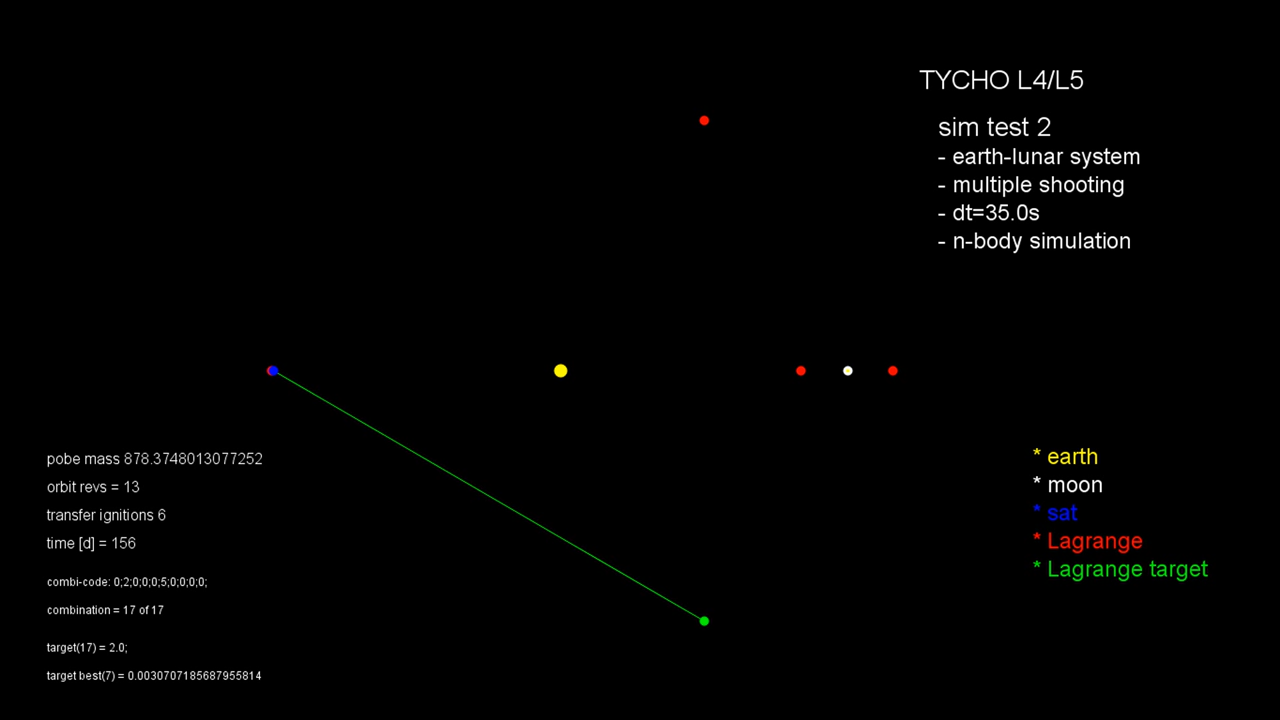 TYCHO L4/L5
sim test 2
- earth-lunar system
- multiple shooting
- dt=35.0s
- n-body simulation
pobe mass 878.3748013077252
orbit revs = 13
transfer ignitions 6
time [d] = 156
combi-code: 0;2;0;0;0;5;0;0;0;0;
combination = 17 of 17
target(17) = 2.0;
target best(7) = 0.0030707185687955814
* earth
* moon
* sat
* Lagrange
* Lagrange target